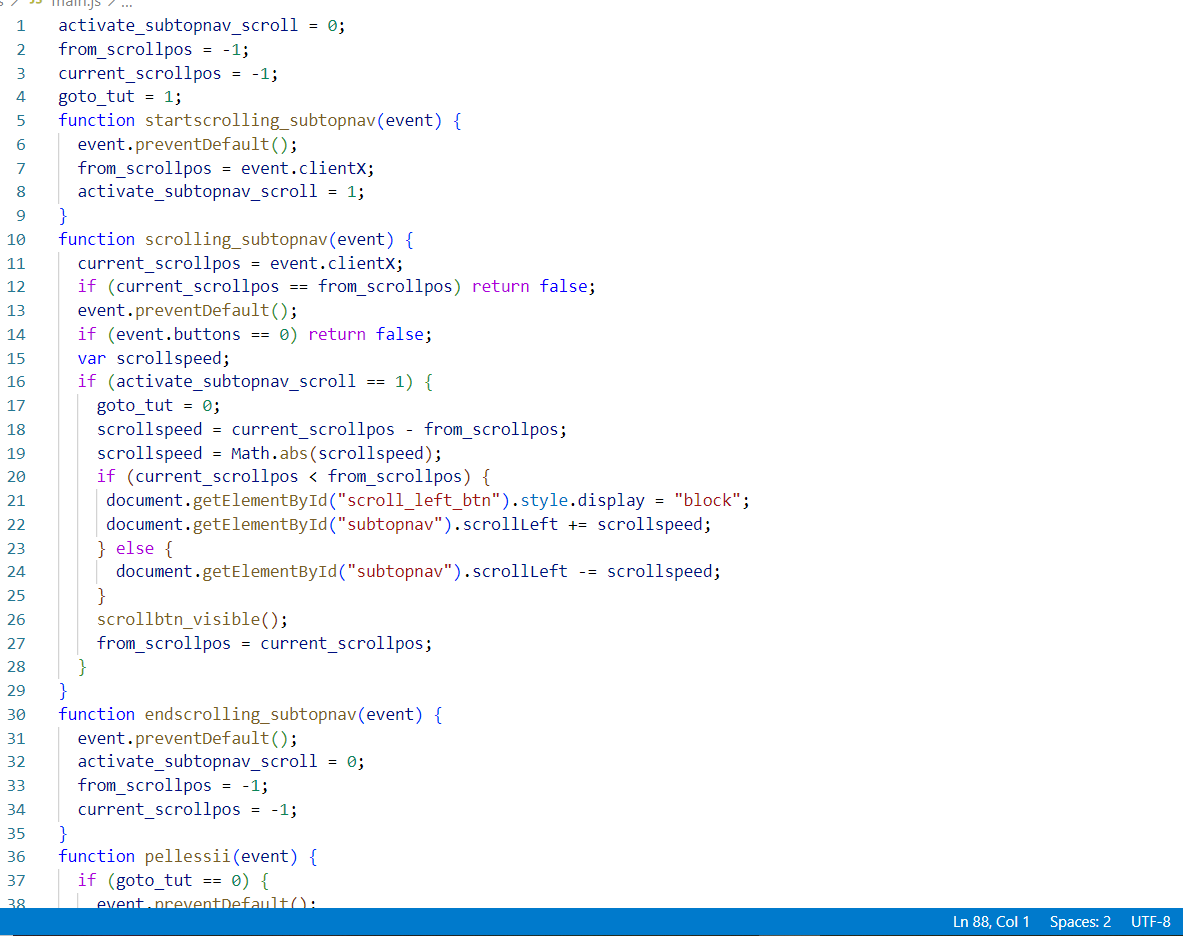 main.js > ...
1 activate_subtopnav_scroll = 0;
2 from_scrollpos = -1;
3 current_scrollpos = -1;
4 goto_tut = 1;
5 function startscrolling_subtopnav(event) {
6   event.preventDefault();
7   from_scrollpos = event.clientX;
8   activate_subtopnav_scroll = 1;
9 }
10 function scrolling_subtopnav(event) {
11   current_scrollpos = event.clientX;
12   if (current_scrollpos == from_scrollpos) return false;
13   event.preventDefault();
14   if (event.buttons == 0) return false;
15   var scrollspeed;
16   if (activate_subtopnav_scroll == 1) {
17     goto_tut = 0;
18     scrollspeed = current_scrollpos - from_scrollpos;
19     scrollspeed = Math.abs(scrollspeed);
20     if (current_scrollpos < from_scrollpos) {
21      document.getElementById("scroll_left_btn").style.display = "block";
22      document.getElementById("subtopnav").scrollLeft += scrollspeed;
23     } else {
24       document.getElementById("subtopnav").scrollLeft -= scrollspeed;
25     }
26     scrollbtn_visible();
27     from_scrollpos = current_scrollpos;
28   }
29 }
30 function endscrolling_subtopnav(event) {
31   event.preventDefault();
32   activate_subtopnav_scroll = 0;
33   from_scrollpos = -1;
34   current_scrollpos = -1;
35 }
36 function pellessii(event) {
37   if (goto_tut == 0) {
38     event.preventDefault();
Ln 88, Col 1 Spaces: 2 UTF-8